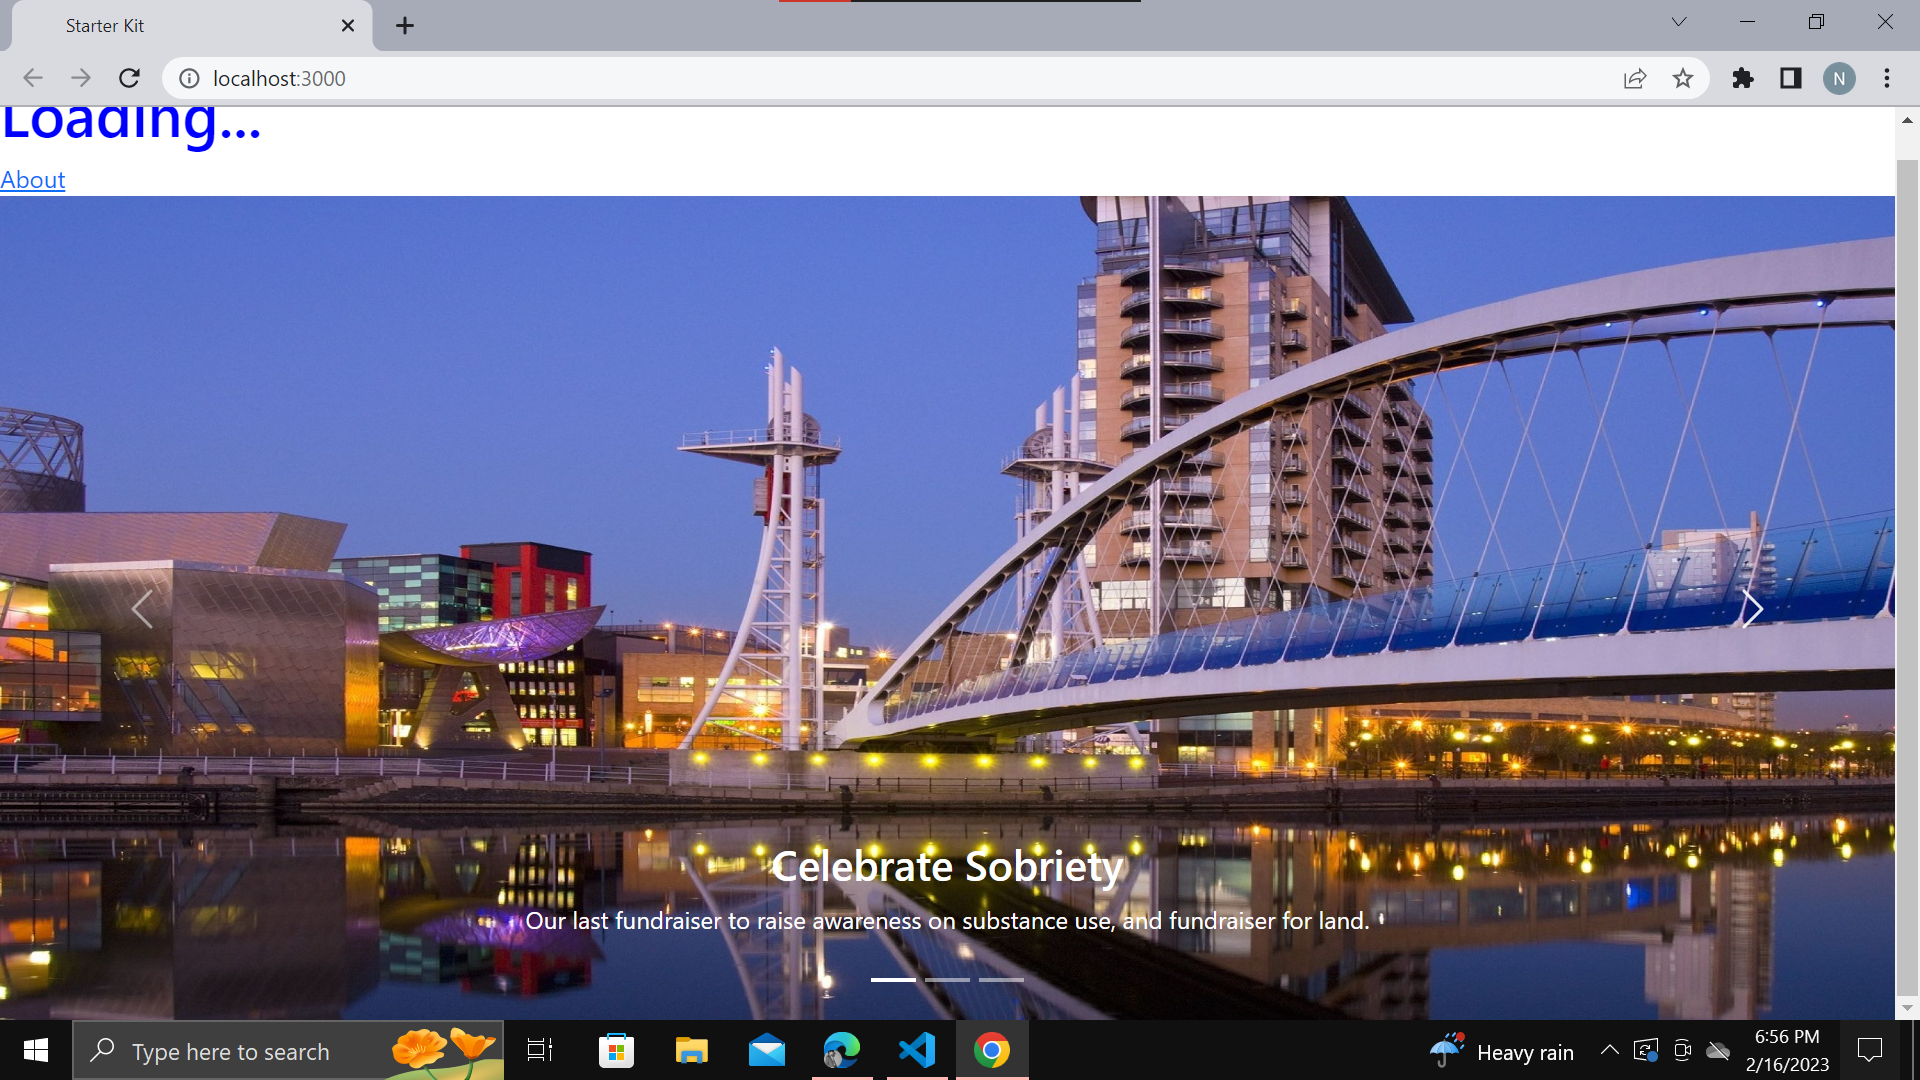 Starter Kit
localhost:3000
N
Loading...
About
Celebrate Sobriety
Our last fundraiser to raise awareness on substance use, and fundraiser for land.
Type here to search
Heavy rain
6:56 PM
2/16/2023